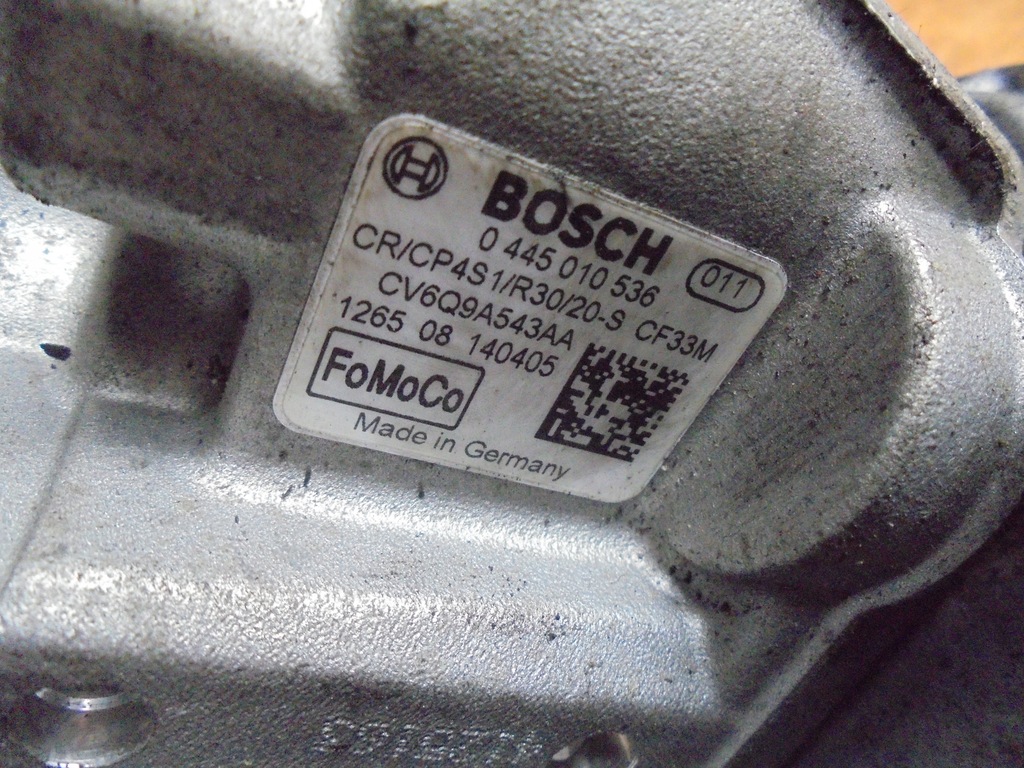 BOSCH
0 445 010 536
011
CR/CP4S1/R30/20-S CF33M
CV6Q9A543AA
1265 08 140405
FoMoCo
Made in Germany